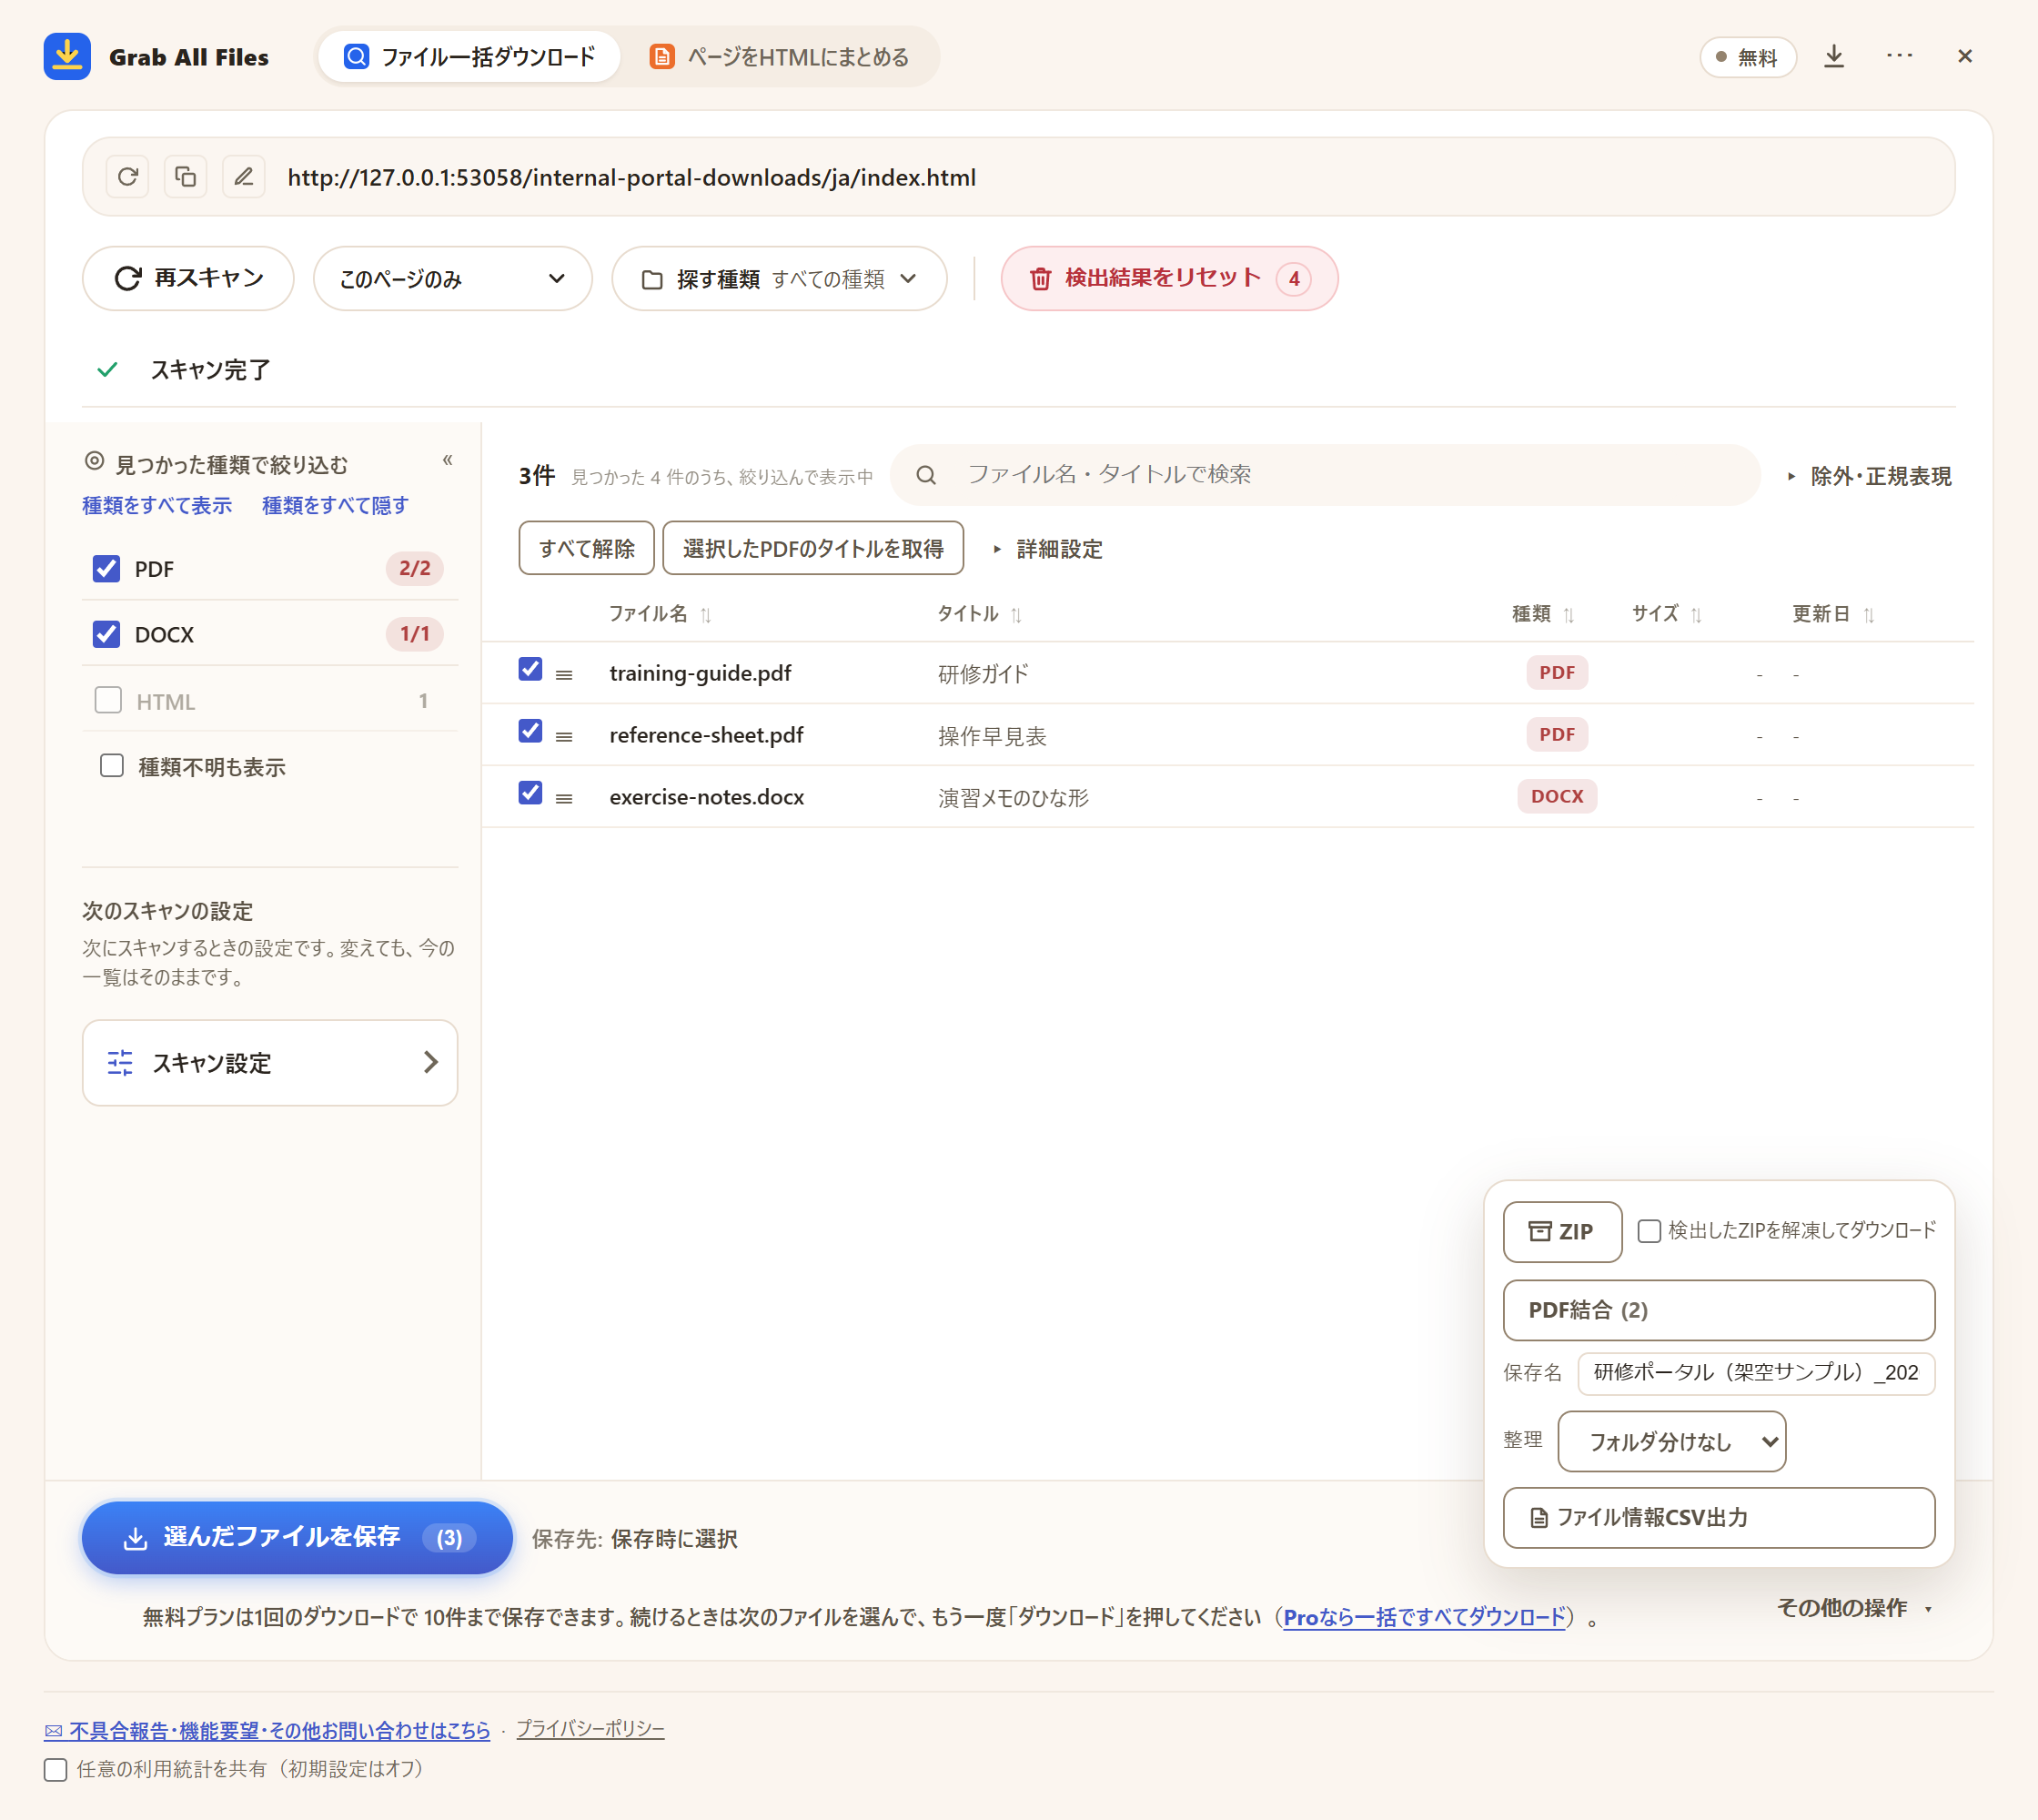 Grab All Files
ファイル一括ダウンロード
ページをHTMLにまとめる
無料
http://127.0.0.1:53058/internal-portal-downloads/ja/index.html
再スキャン
このページのみ
探す種類 すべての種類
検出結果をリセット 4
スキャン完了
見つかった種類で絞り込む «
種類をすべて表示 種類をすべて隠す
PDF 2/2
DOCX 1/1
HTML 1
種類不明も表示
次のスキャンの設定
次にスキャンするときの設定です。変えても、今の
一覧はそのままです。
スキャン設定
3件 見つかった 4 件のうち、絞り込んで表示中
ファイル名・タイトルで検索
除外・正規表現
すべて解除
選択したPDFのタイトルを取得
詳細設定
ファイル名 タイトル 種類 サイズ 更新日
training-guide.pdf 研修ガイド PDF - -
reference-sheet.pdf 操作早見表 PDF - -
exercise-notes.docx 演習メモのひな形 DOCX - -
ZIP
検出したZIPを解凍してダウンロード
PDF結合 (2)
保存名 研修ポータル（架空サンプル）_202
整理 フォルダ分けなし
ファイル情報CSV出力
選んだファイルを保存 (3)
保存先: 保存時に選択
無料プランは1回のダウンロードで 10件まで保存できます。続けるときは次のファイルを選んで、もう一度「ダウンロード」を押してください（Proなら一括ですべてダウンロード）。
その他の操作
不具合報告・機能要望・その他お問い合わせはこちら · プライバシーポリシー
任意の利用統計を共有（初期設定はオフ）